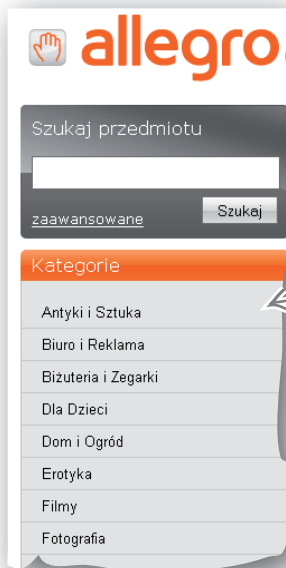 allegro
Szukaj przedmiotu
zaawansowane Szukaj
Kategorie
Antyki i Sztuka
Biuro i Reklama
Biżuteria i Zegarki
Dla Dzieci
Dom i Ogród
Erotyka
Filmy
Fotografia